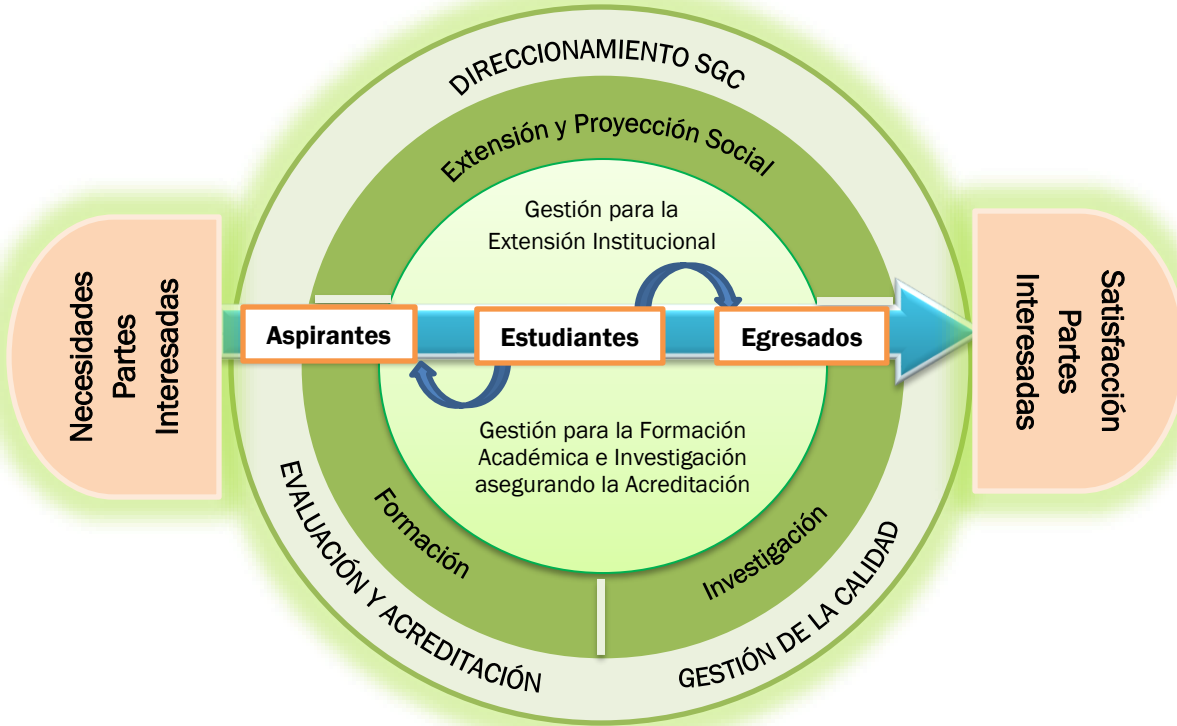 DIRECCIONAMIENTO SGC
Extensión y Proyección Social
Gestión para la
Extensión Institucional
Necesidades
Partes
Interesadas
Aspirantes
Estudiantes
Egresados
Satisfacción
Partes
Interesadas
Gestión para la Formación
Académica e Investigación
asegurando la Acreditación
Formación
Investigación
EVALUACIÓN Y ACREDITACIÓN
GESTIÓN DE LA CALIDAD